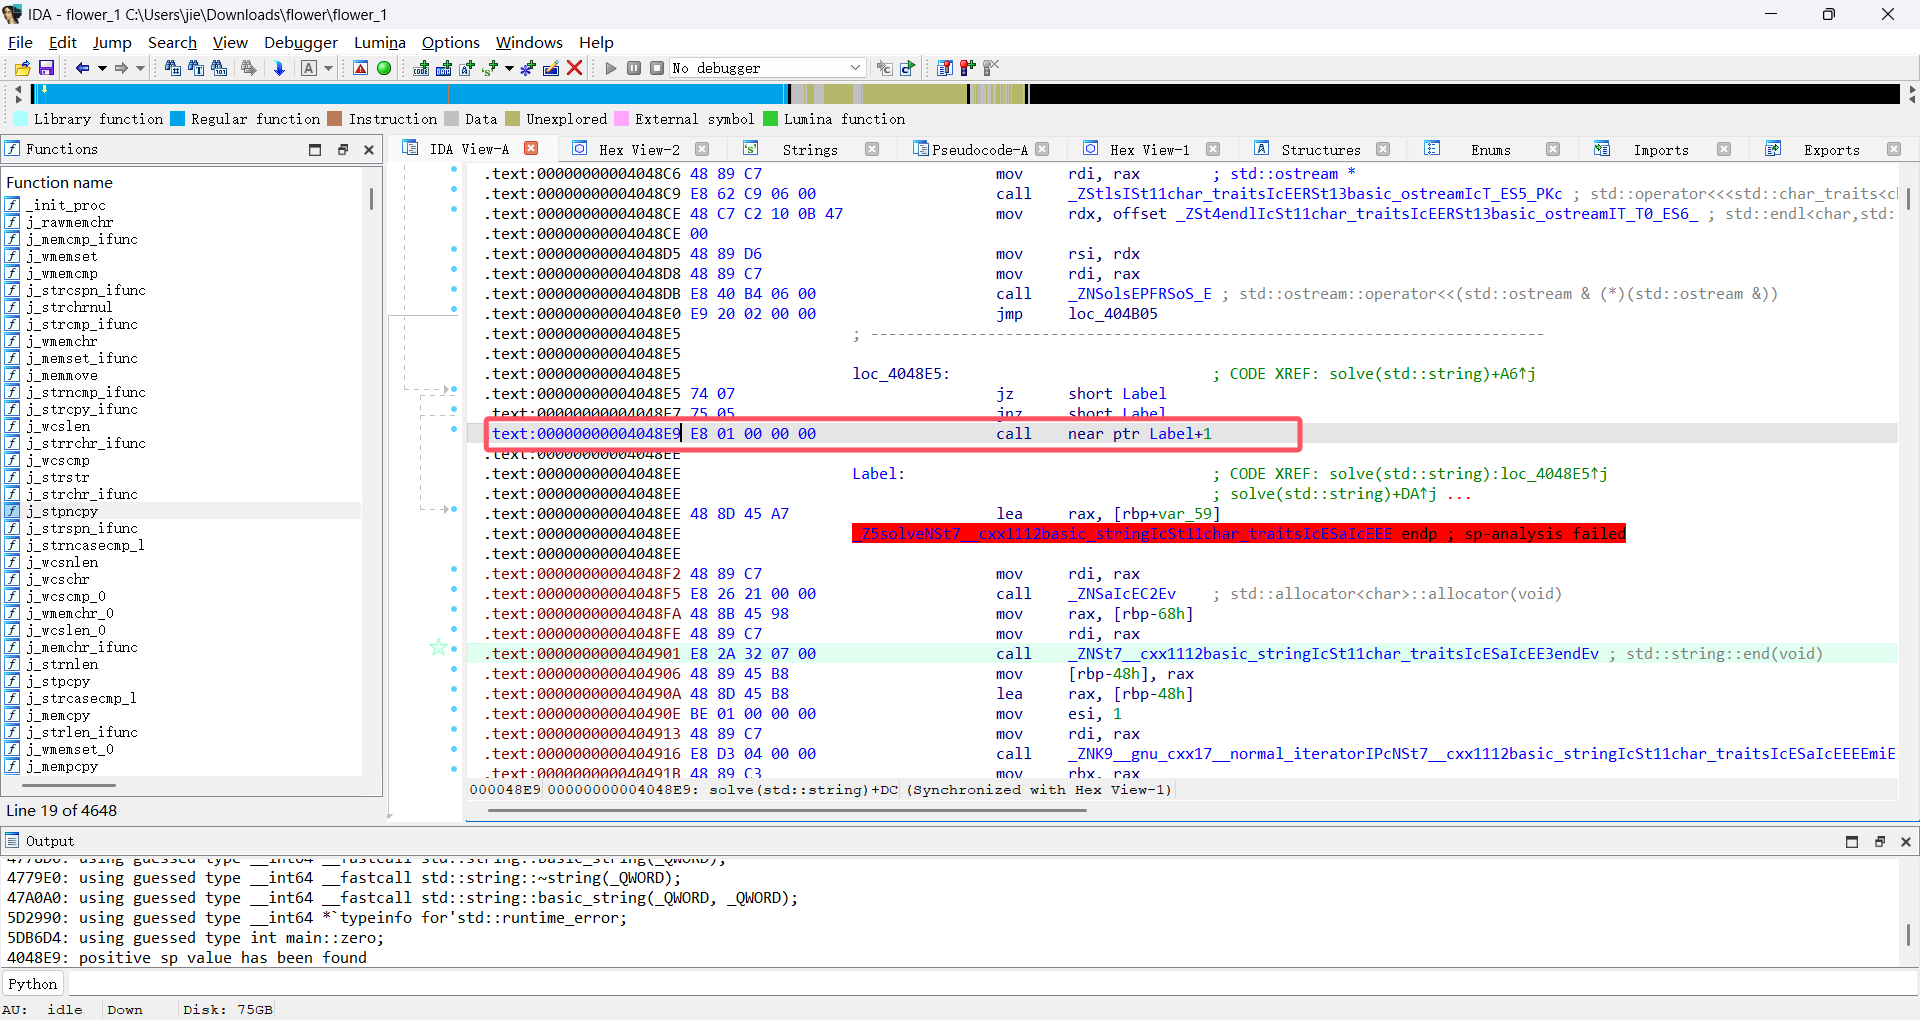 IDA - flower_1 C:\Users\jie\Downloads\flower\flower_1
File Edit Jump Search View Debugger Lumina Options Windows Help
No debugger
Library function Regular function Instruction Data Unexplored External symbol Lumina function
Functions
IDA View-A Hex View-2 Strings Pseudocode-A Hex View-1 Structures Enums Imports Exports
Function name
_init_proc
j_rawmemchr
j_memcmp_ifunc
j_wmemset
j_wmemcmp
j_strcspn_ifunc
j_strchrnul
j_strcmp_ifunc
j_wmemchr
j_memset_ifunc
j_memmove
j_strncmp_ifunc
j_strcpy_ifunc
j_wcslen
j_strrchr_ifunc
j_wcscmp
j_strstr
j_strchr_ifunc
j_stpncpy
j_strspn_ifunc
j_strncasecmp_l
j_wcsnlen
j_wcschr
j_wcscmp_0
j_wmemchr_0
j_wcslen_0
j_memchr_ifunc
j_strnlen
j_stpcpy
j_strcasecmp_l
j_memcpy
j_strlen_ifunc
j_wmemset_0
j_mempcpy
Line 19 of 4648
.text:00000000004048C6 48 89 C7 mov rdi, rax ; std::ostream *
.text:00000000004048C9 E8 62 C9 06 00 call _ZStlsISt11char_traitsIcEERSt13basic_ostreamIcT_ES5_PKc ; std::operator<<<std::char_traits<cl
.text:00000000004048CE 48 C7 C2 10 0B 47 mov rdx, offset _ZSt4endlIcSt11char_traitsIcEERSt13basic_ostreamIT_T0_ES6_ ; std::endl<char,std:
.text:00000000004048CE 00
.text:00000000004048D5 48 89 D6 mov rsi, rdx
.text:00000000004048D8 48 89 C7 mov rdi, rax
.text:00000000004048DB E8 40 B4 06 00 call _ZNSolsEPFRSoS_E ; std::ostream::operator<<(std::ostream & (*)(std::ostream &))
.text:00000000004048E0 E9 20 02 00 00 jmp loc_404B05
.text:00000000004048E5 ; ---------------------------------------------------------------------------
.text:00000000004048E5
.text:00000000004048E5 loc_4048E5: ; CODE XREF: solve(std::string)+A6↑j
.text:00000000004048E5 74 07 jz short Label
.text:00000000004048E7 75 05 jnz short Label
text:00000000004048E9 E8 01 00 00 00 call near ptr Label+1
.text:00000000004048EE
.text:00000000004048EE Label: ; CODE XREF: solve(std::string):loc_4048E5↑j
.text:00000000004048EE ; solve(std::string)+DA↑j ...
.text:00000000004048EE 48 8D 45 A7 lea rax, [rbp+var_59]
.text:00000000004048EE _Z5solveNSt7__cxx1112basic_stringIcSt11char_traitsIcESaIcEEE endp ; sp-analysis failed
.text:00000000004048EE
.text:00000000004048F2 48 89 C7 mov rdi, rax
.text:00000000004048F5 E8 26 21 00 00 call _ZNSaIcEC2Ev ; std::allocator<char>::allocator(void)
.text:00000000004048FA 48 8B 45 98 mov rax, [rbp-68h]
.text:00000000004048FE 48 89 C7 mov rdi, rax
.text:0000000000404901 E8 2A 32 07 00 call _ZNSt7__cxx1112basic_stringIcSt11char_traitsIcESaIcEE3endEv ; std::string::end(void)
.text:0000000000404906 48 89 45 B8 mov [rbp-48h], rax
.text:000000000040490A 48 8D 45 B8 lea rax, [rbp-48h]
.text:000000000040490E BE 01 00 00 00 mov esi, 1
.text:0000000000404913 48 89 C7 mov rdi, rax
.text:0000000000404916 E8 D3 04 00 00 call _ZNK9__gnu_cxx17__normal_iteratorIPcNSt7__cxx1112basic_stringIcSt11char_traitsIcESaIcEEEEmiE
.text:000000000040491B 48 89 C3 mov rbx, rax
000048E9 00000000004048E9: solve(std::string)+DC (Synchronized with Hex View-1)
Output
4778D0: using guessed type __int64 __fastcall std::string::basic_string(_QWORD);
4779E0: using guessed type __int64 __fastcall std::string::~string(_QWORD);
47A0A0: using guessed type __int64 __fastcall std::string::basic_string(_QWORD, _QWORD);
5D2990: using guessed type __int64 *`typeinfo for'std::runtime_error;
5DB6D4: using guessed type int main::zero;
4048E9: positive sp value has been found
Python
AU: idle Down Disk: 75GB